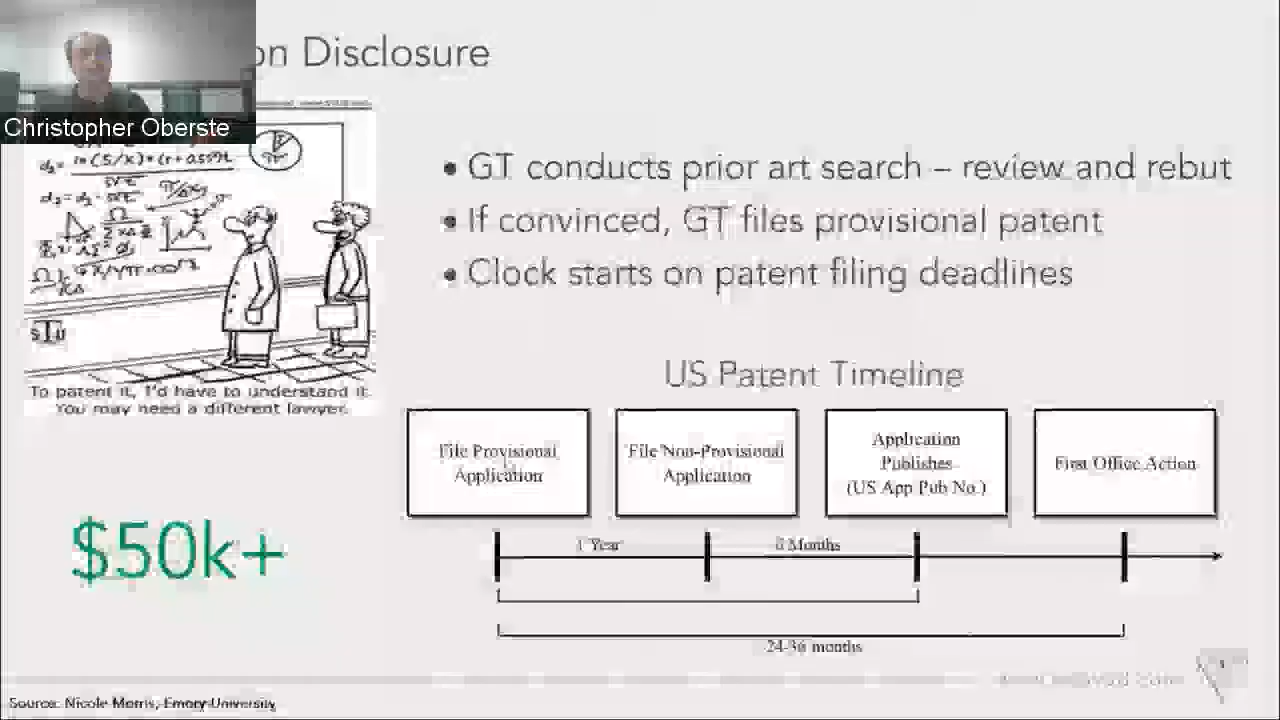 on Disclosure
Christopher Oberste
• GT conducts prior art search – review and rebut
• If convinced, GT files provisional patent
• Clock starts on patent filing deadlines
To patent it, I'd have to understand it.
You may need a different lawyer.
US Patent Timeline
File Provisional
Application
File Non-Provisional
Application
Application
Publishes
(US App Pub No.)
First Office Action
1 Year
6 Months
24-36 months
$50k+
Source: Nicole Morris, Emory University